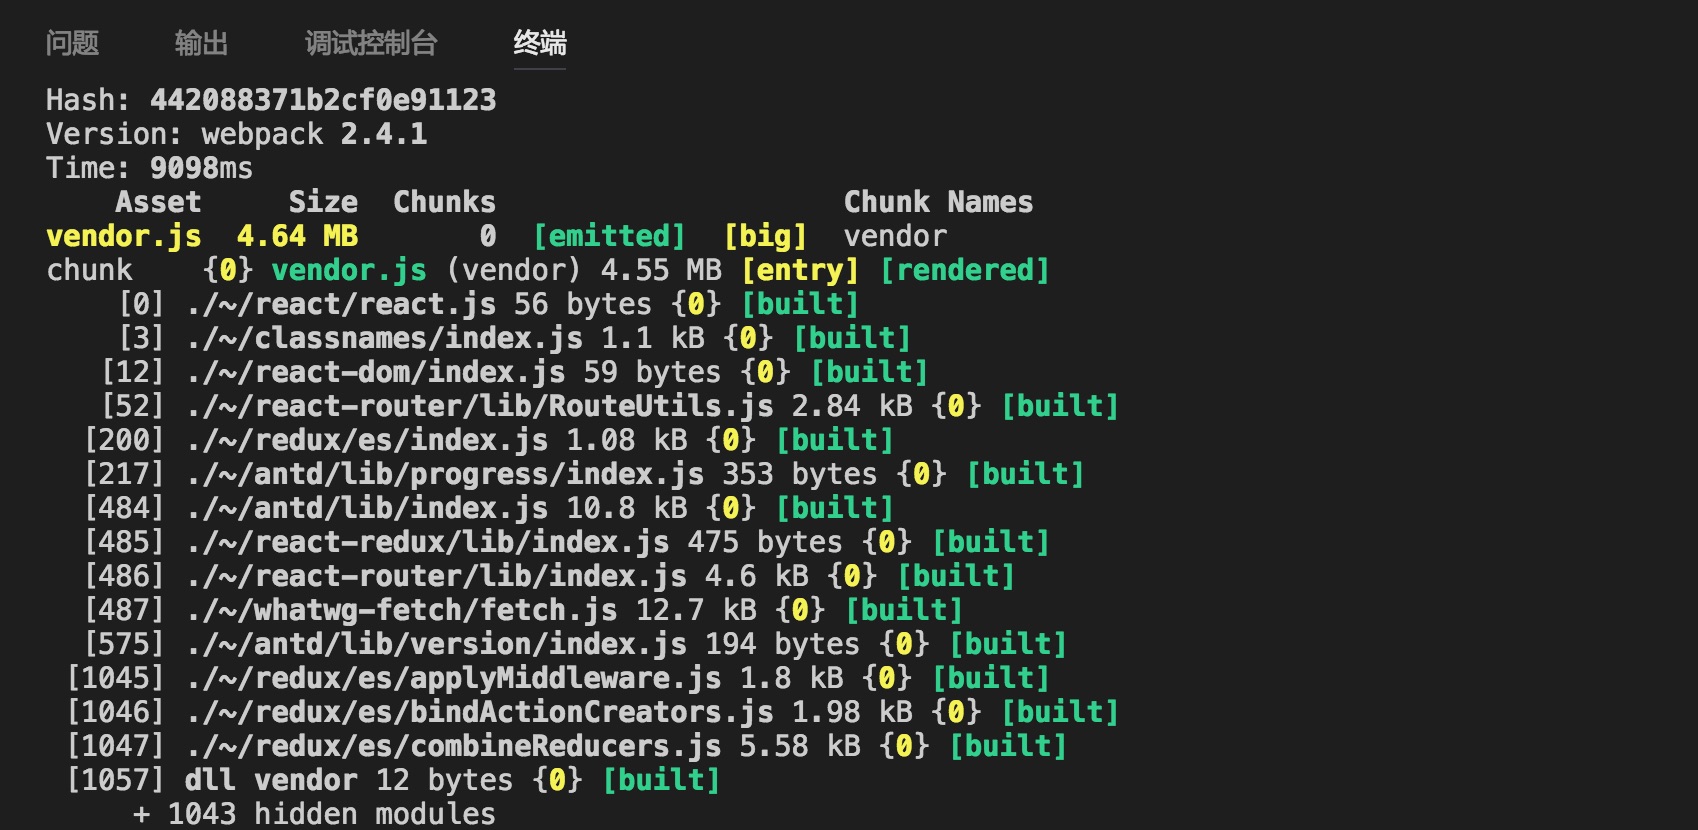 问题 输出 调试控制台 终端
Hash: 442088371b2cf0e91123
Version: webpack 2.4.1
Time: 9098ms
Asset Size Chunks Chunk Names
vendor.js 4.64 MB 0 [emitted] [big] vendor
chunk {0} vendor.js (vendor) 4.55 MB [entry] [rendered]
[0] ./~/react/react.js 56 bytes {0} [built]
[3] ./~/classnames/index.js 1.1 kB {0} [built]
[12] ./~/react-dom/index.js 59 bytes {0} [built]
[52] ./~/react-router/lib/RouteUtils.js 2.84 kB {0} [built]
[200] ./~/redux/es/index.js 1.08 kB {0} [built]
[217] ./~/antd/lib/progress/index.js 353 bytes {0} [built]
[484] ./~/antd/lib/index.js 10.8 kB {0} [built]
[485] ./~/react-redux/lib/index.js 475 bytes {0} [built]
[486] ./~/react-router/lib/index.js 4.6 kB {0} [built]
[487] ./~/whatwg-fetch/fetch.js 12.7 kB {0} [built]
[575] ./~/antd/lib/version/index.js 194 bytes {0} [built]
[1045] ./~/redux/es/applyMiddleware.js 1.8 kB {0} [built]
[1046] ./~/redux/es/bindActionCreators.js 1.98 kB {0} [built]
[1047] ./~/redux/es/combineReducers.js 5.58 kB {0} [built]
[1057] dll vendor 12 bytes {0} [built]
+ 1043 hidden modules